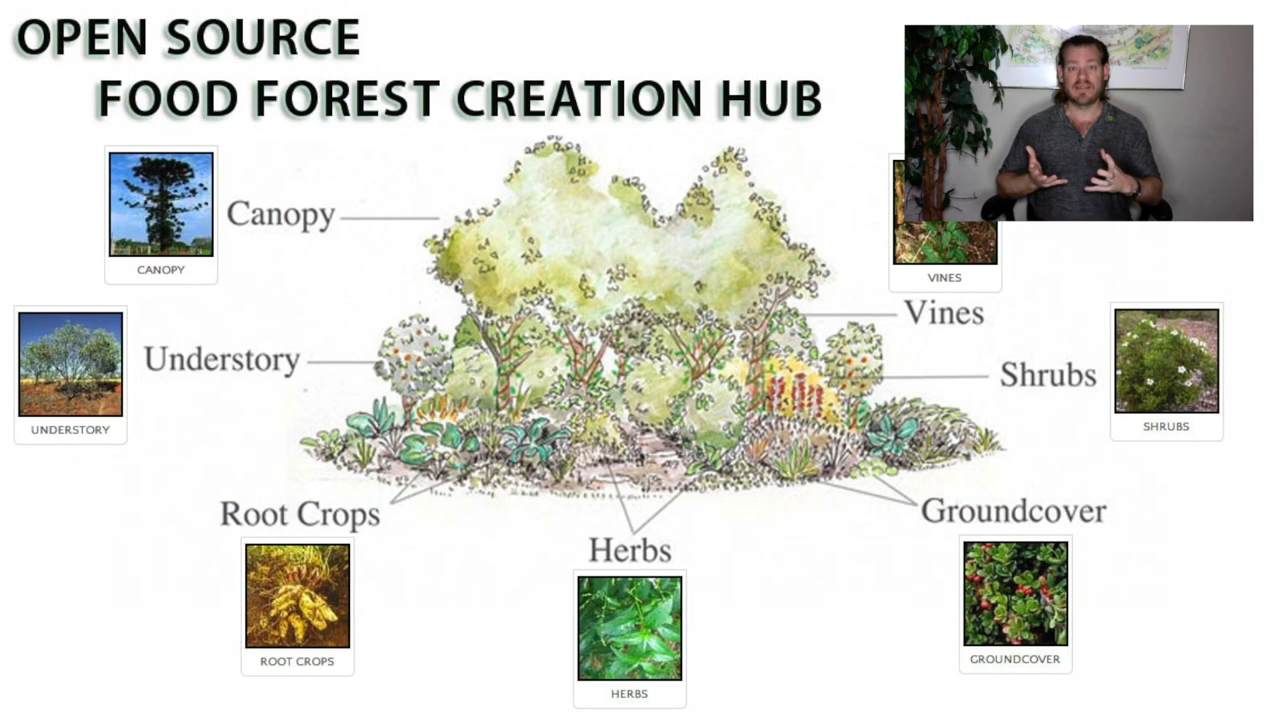 OPEN SOURCE
FOOD FOREST CREATION HUB
Canopy
CANOPY
VINES
Vines
Understory
UNDERSTORY
Shrubs
SHRUBS
Root Crops
ROOT CROPS
Herbs
HERBS
Groundcover
GROUNDCOVER